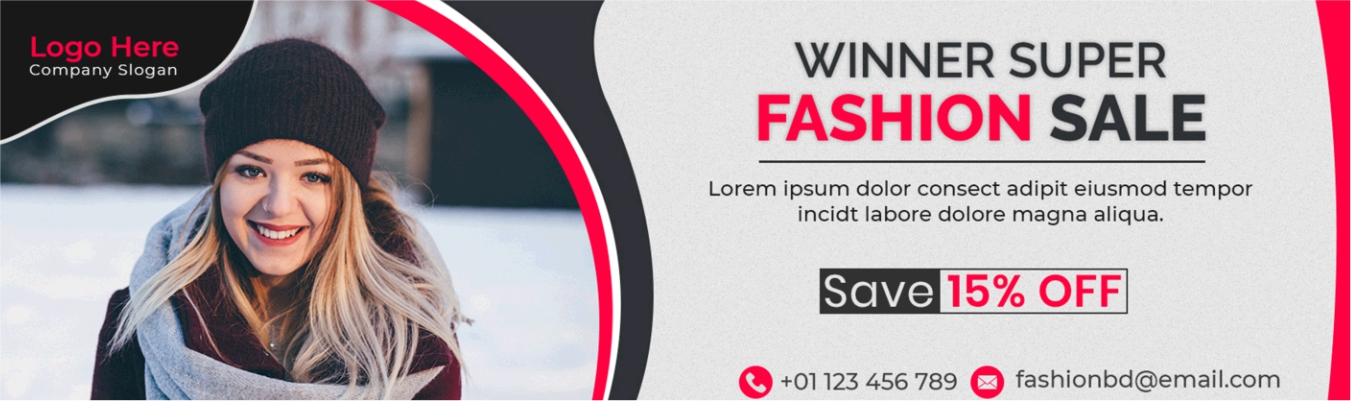 Logo Here
Company Slogan
WINNER SUPER
FASHION SALE
Lorem ipsum dolor consect adipit eiusmod tempor
incidt labore dolore magna aliqua.
Save 15% OFF
+01 123 456 789 fashionbd@email.com